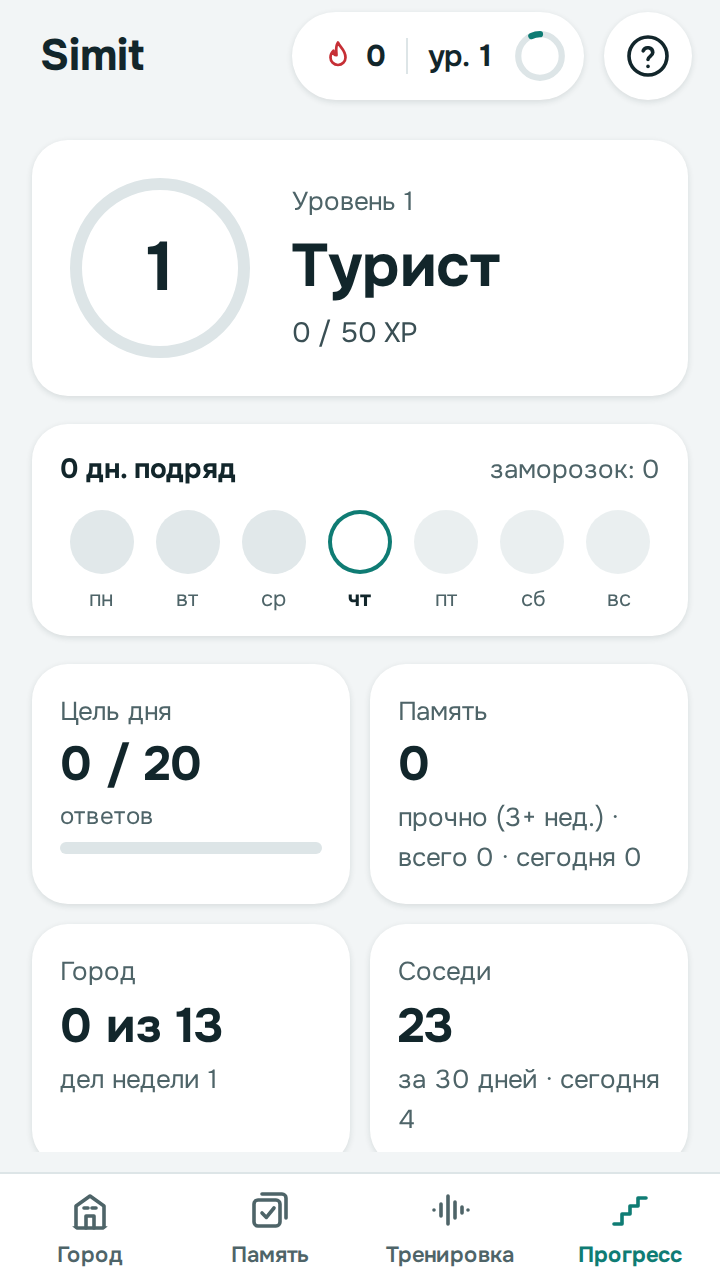 Simit
0
ур. 1
?
1
Уровень 1
Турист
0 / 50 XP
0 дн. подряд
заморозок: 0
пн вт ср чт пт сб вс
Цель дня
0 / 20
ответов
Память
0
прочно (3+ нед.) ·
всего 0 · сегодня 0
Город
0 из 13
дел недели 1
Соседи
23
за 30 дней · сегодня
4
Город Память Тренировка Прогресс